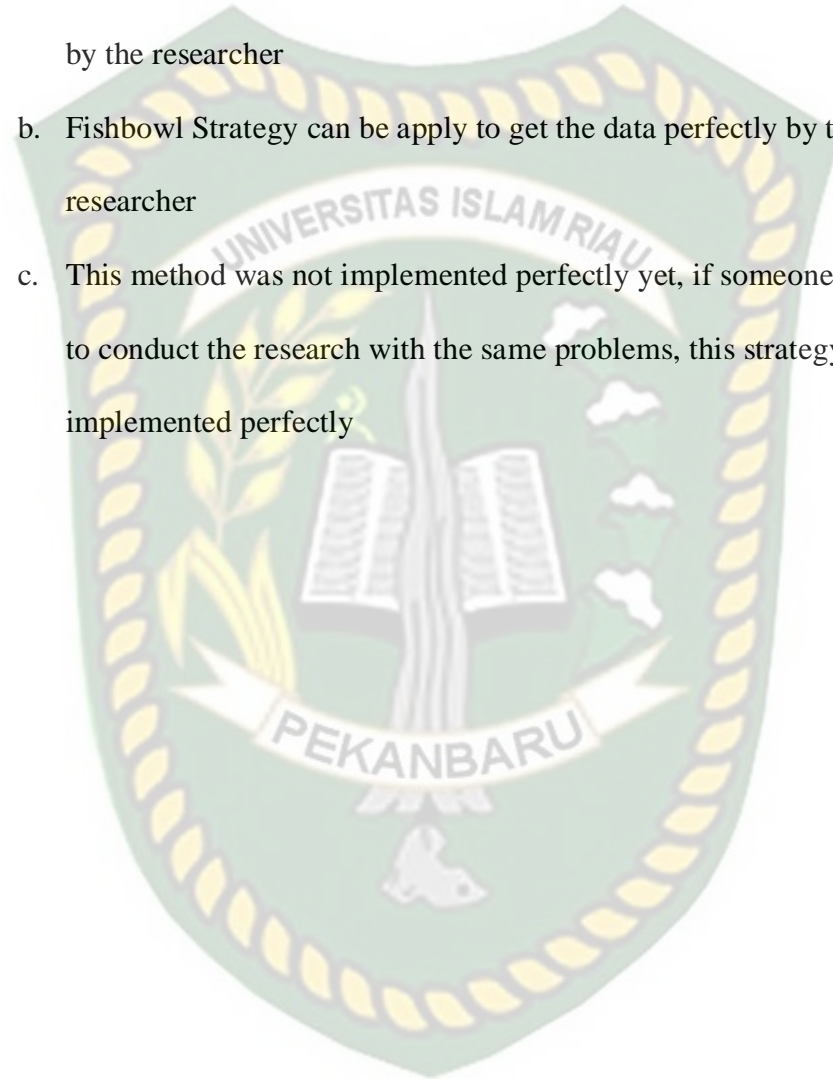 by the researcher
b. Fishbowl Strategy can be apply to get the data perfectly by
researcher
c. This method was not implemented perfectly yet, if someone
to conduct the research with the same problems, this strategy
implemented perfectly
UNIVERSITAS ISLAM RIAU
PEKANBARU